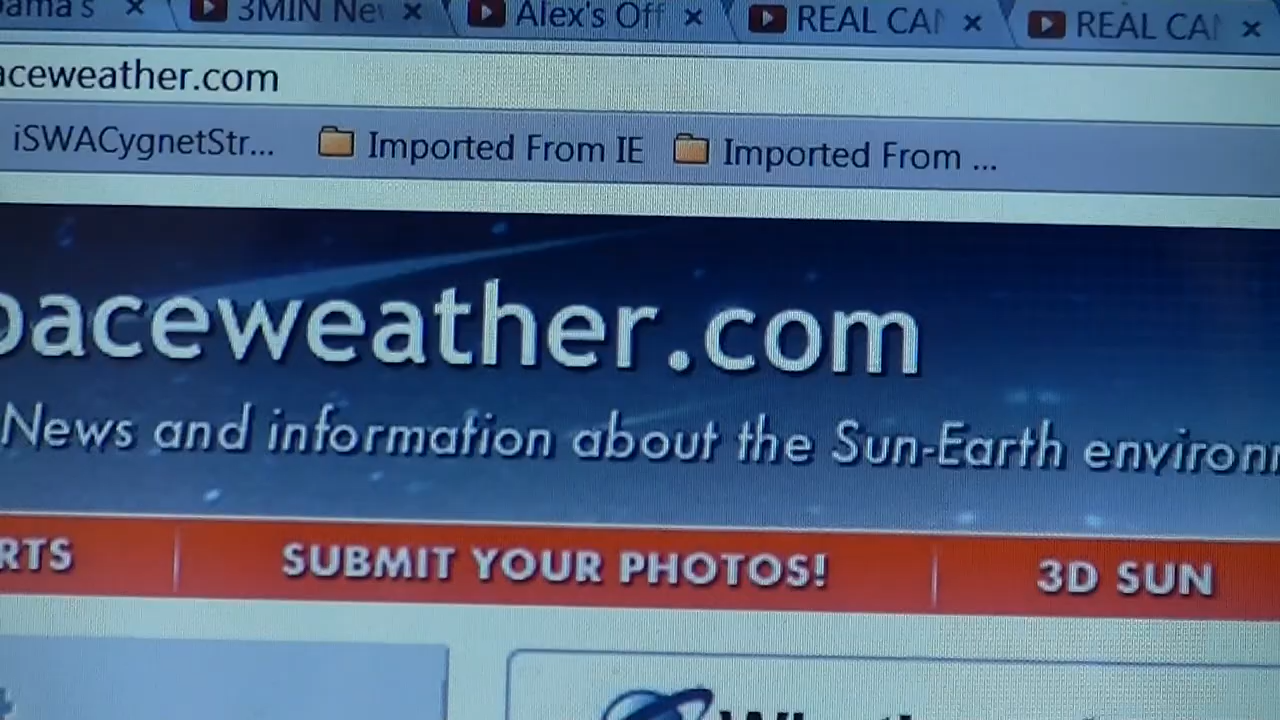 ama's × 3MIN Ne × Alex's Off × REAL CA × REAL CA ×
aceweather.com
iSWACygnetStr... Imported From IE Imported From ...
paceweather.com
News and information about the Sun-Earth environ
RTS SUBMIT YOUR PHOTOS! 3D SUN